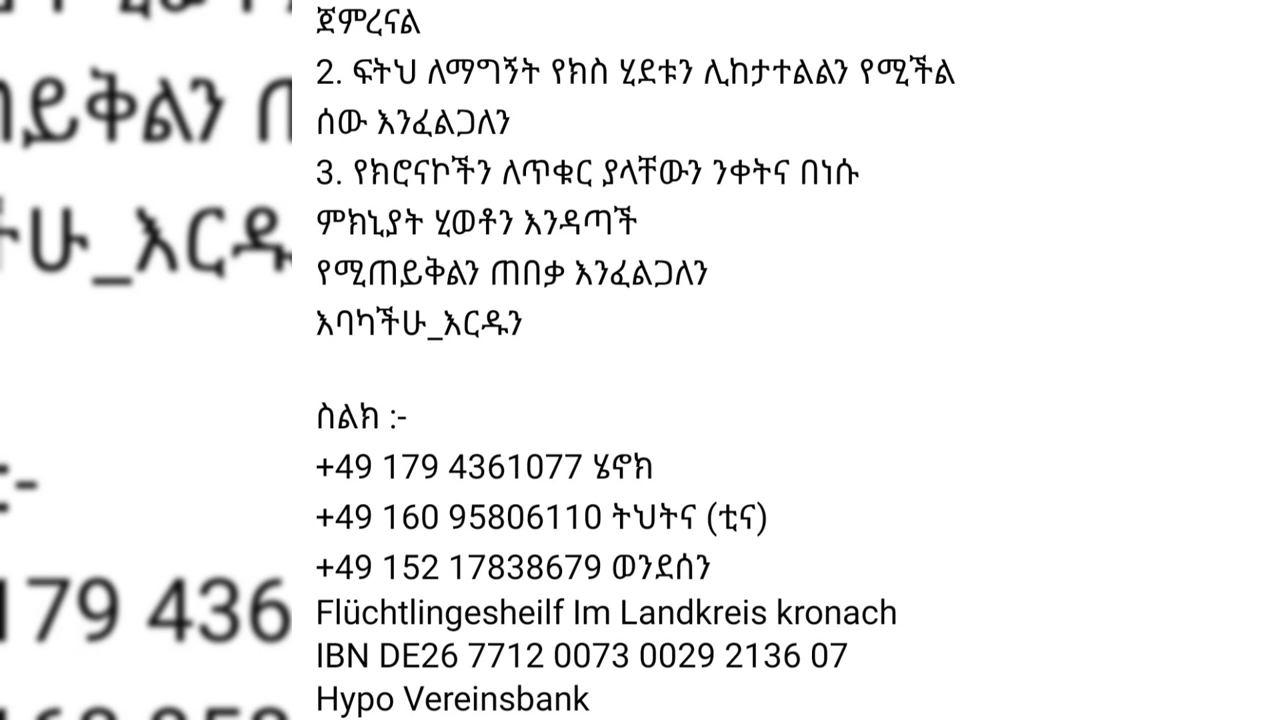 ጀምረናል
2. ፍትህ ለማግኝት የክስ ሂደቱን ሊከታተልልን የሚችል
ሰው እንፈልጋለን
3. የክሮናኮችን ለጥቁር ያላቸውን ንቀትና በነሱ
ምክኒያት ሂወቶን እንዳጣች
የሚጠይቅልን ጠበቃ እንፈልጋለን
እባካችሁ_እርዱን
ስልክ :-
+49 179 4361077 ሄኖክ
+49 160 95806110 ትህትና (ቲና)
+49 152 17838679 ወንደሰን
Flüchtlingesheilf Im Landkreis kronach
IBN DE26 7712 0073 0029 2136 07
Hypo Vereinsbank